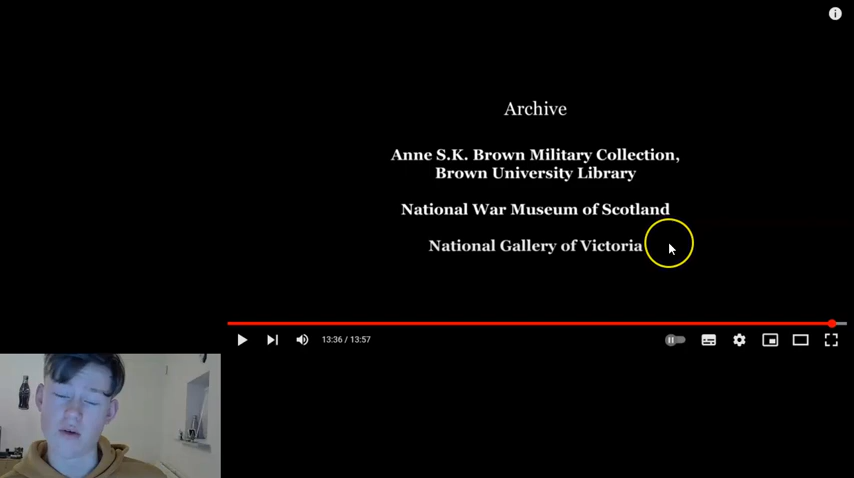 Archive
Anne S.K. Brown Military Collection,
Brown University Library
National War Museum of Scotland
National Gallery of Victoria
13:36 / 13:57